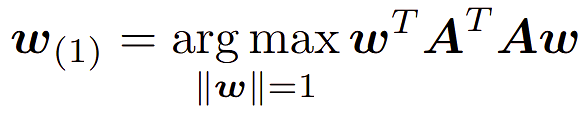 w₍₁₎ = arg max wᵀAᵀAw
‖w‖=1